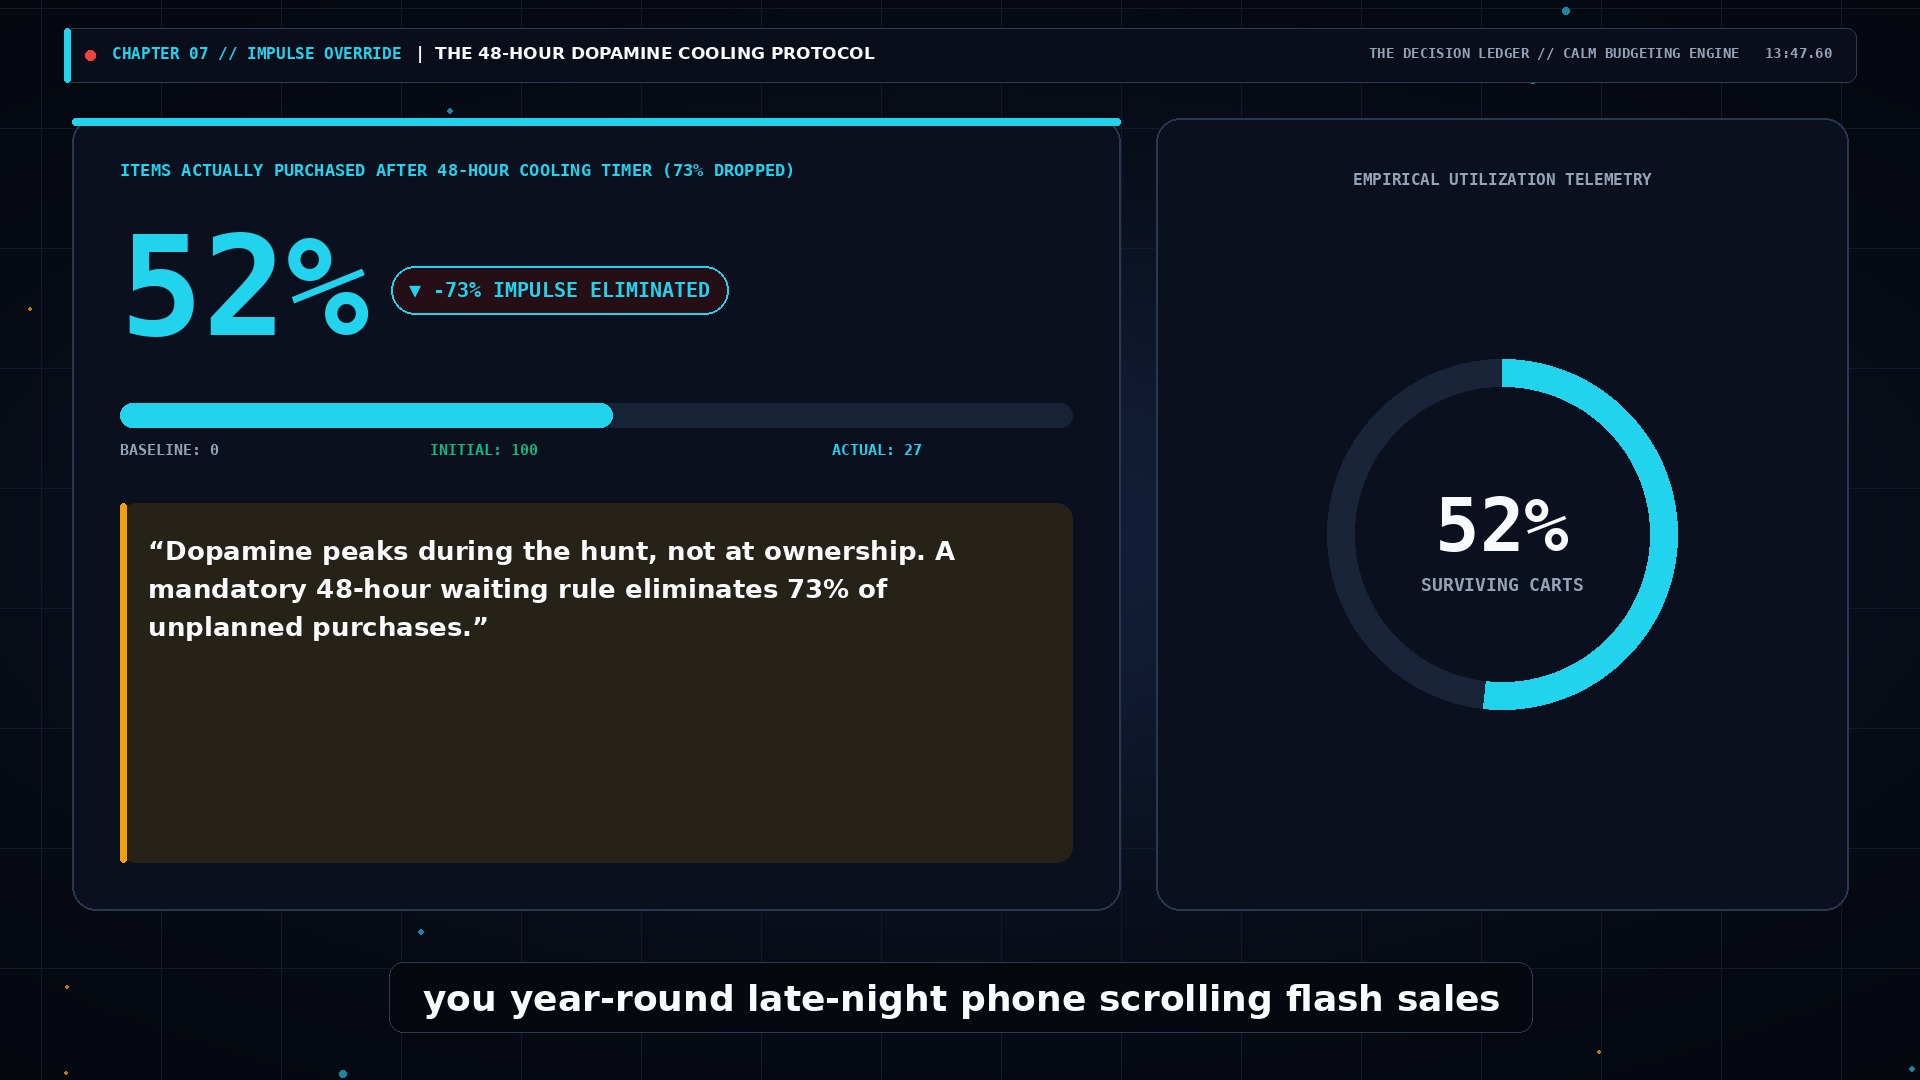 CHAPTER 07 // IMPULSE OVERRIDE | THE 48-HOUR DOPAMINE COOLING PROTOCOL
THE DECISION LEDGER // CALM BUDGETING ENGINE 13:47.60
ITEMS ACTUALLY PURCHASED AFTER 48-HOUR COOLING TIMER (73% DROPPED)
52%
▼ -73% IMPULSE ELIMINATED
BASELINE: 0
INITIAL: 100
ACTUAL: 27
“Dopamine peaks during the hunt, not at ownership. A
mandatory 48-hour waiting rule eliminates 73% of
unplanned purchases.”
EMPIRICAL UTILIZATION TELEMETRY
52%
SURVIVING CARTS
you year-round late-night phone scrolling flash sales